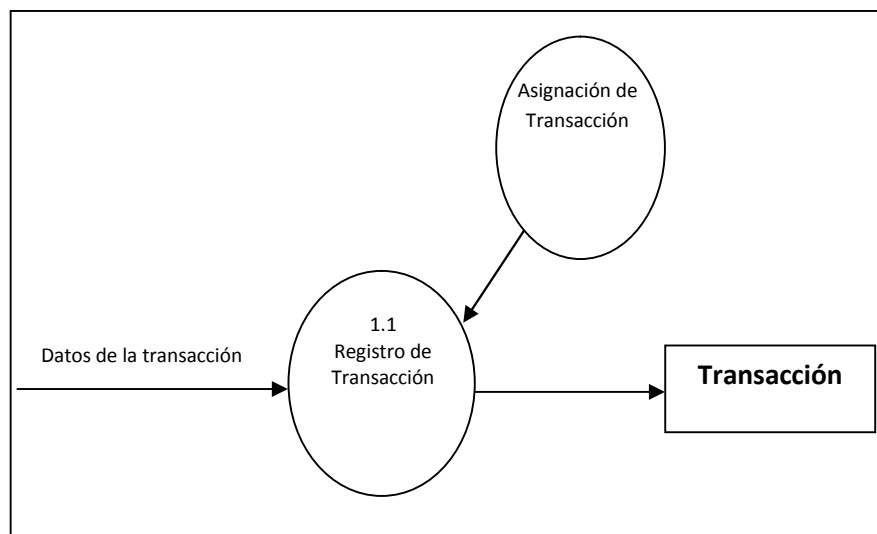 Asignación de
Transacción
1.1
Registro de
Transacción
Datos de la transacción
Transacción